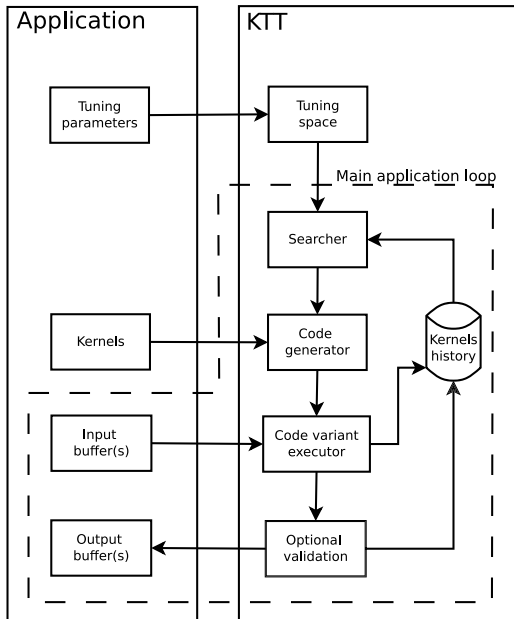 Application
KTT
Tuning
parameters
Tuning
space
Main application loop
Searcher
Kernels
Code
generator
Kernels
history
Input
buffer(s)
Code variant
executor
Output
buffer(s)
Optional
validation